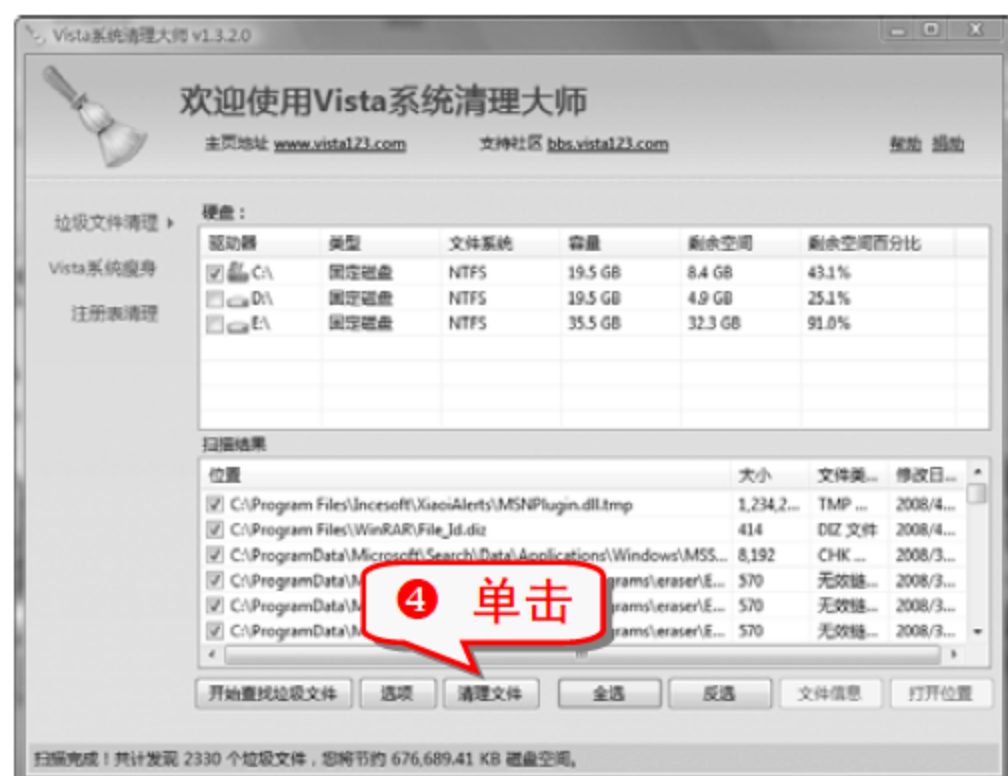 Vista系统清理大师 v1.3.2.0
欢迎使用Vista系统清理大师
主页地址 www.vista123.com 支持社区 bbs.vista123.com 帮助 捐助
垃圾文件清理
Vista系统瘦身
注册表清理
硬盘：
驱动器 类型 文件系统 容量 剩余空间 剩余空间百分比
C:\ 固定磁盘 NTFS 19.5 GB 8.4 GB 43.1%
D:\ 固定磁盘 NTFS 19.5 GB 4.9 GB 25.1%
E:\ 固定磁盘 NTFS 35.5 GB 32.3 GB 91.0%
扫描结果
位置 大小 文件类... 修改日...
C:\Program Files\Incesoft\XiaoiAlerts\MSNPlugin.dll.tmp 1,234,2... TMP ... 2008/4...
C:\Program Files\WinRAR\File_Id.diz 414 DIZ 文件 2008/4...
C:\ProgramData\Microsoft\Search\Data\Applications\Windows\MSS... 8,192 CHK ... 2008/3...
C:\ProgramData\M grams\eraser\E... 570 无效链... 2008/3...
C:\ProgramData\M grams\eraser\E... 570 无效链... 2008/3...
C:\ProgramData\M grams\eraser\E... 570 无效链... 2008/3...
4 单击
开始查找垃圾文件 选项 清理文件 全选 反选 文件信息 打开位置
扫描完成！共计发现 2330 个垃圾文件，您将节约 676,689.41 KB 磁盘空间。